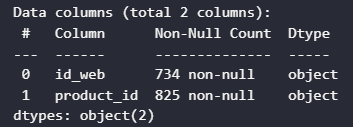 Data columns (total 2 columns):
 #   Column      Non-Null Count  Dtype
---  ------      --------------  -----
 0   id_web      734 non-null    object
 1   product_id  825 non-null    object
dtypes: object(2)